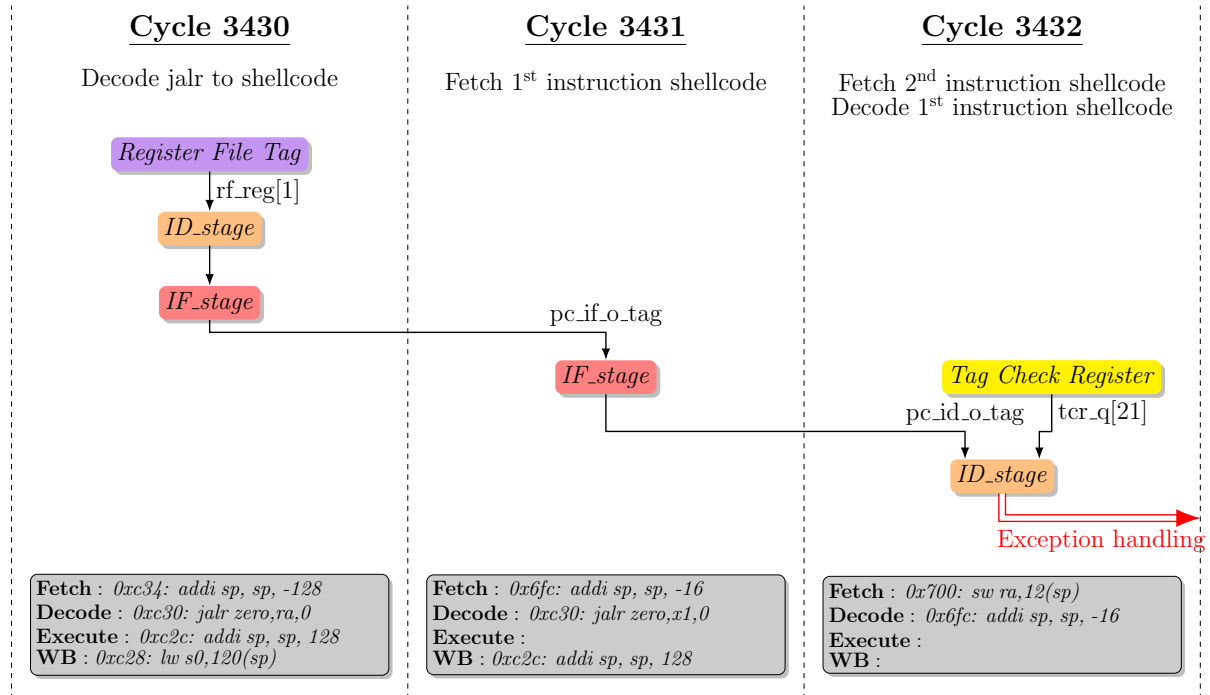 Cycle 3430
Decode jalr to shellcode
Register File Tag
rf_reg[1]
ID_stage
IF_stage
Fetch : 0xc34: addi sp, sp, -128
Decode : 0xc30: jalr zero,ra,0
Execute : 0xc2c: addi sp, sp, 128
WB : 0xc28: lw s0,120(sp)
Cycle 3431
Fetch 1st instruction shellcode
pc_if_o_tag
IF_stage
Fetch : 0x6fc: addi sp, sp, -16
Decode : 0xc30: jalr zero,x1,0
Execute :
WB : 0xc2c: addi sp, sp, 128
Cycle 3432
Fetch 2nd instruction shellcode
Decode 1st instruction shellcode
Tag Check Register
pc_id_o_tag
tcr_q[21]
ID_stage
Exception handling
Fetch : 0x700: sw ra,12(sp)
Decode : 0x6fc: addi sp, sp, -16
Execute :
WB :